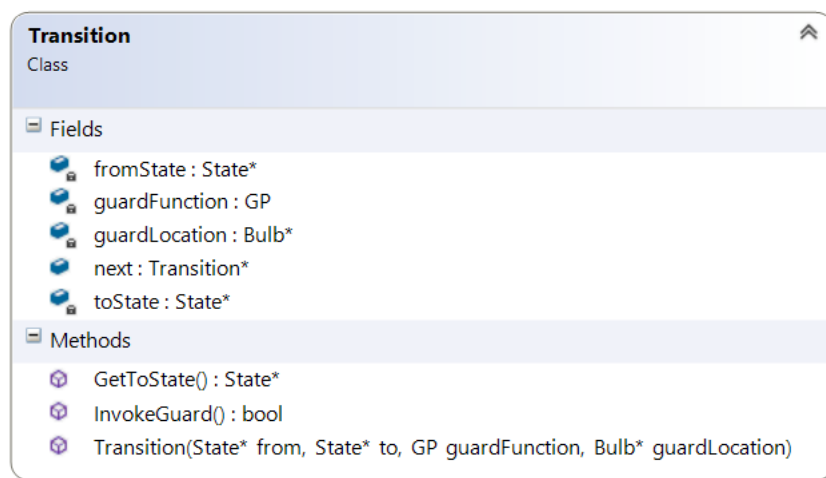 Transition
Class
Fields
fromState : State*
guardFunction : GP
guardLocation : Bulb*
next : Transition*
toState : State*
Methods
GetToState() : State*
InvokeGuard() : bool
Transition(State* from, State* to, GP guardFunction, Bulb* guardLocation)